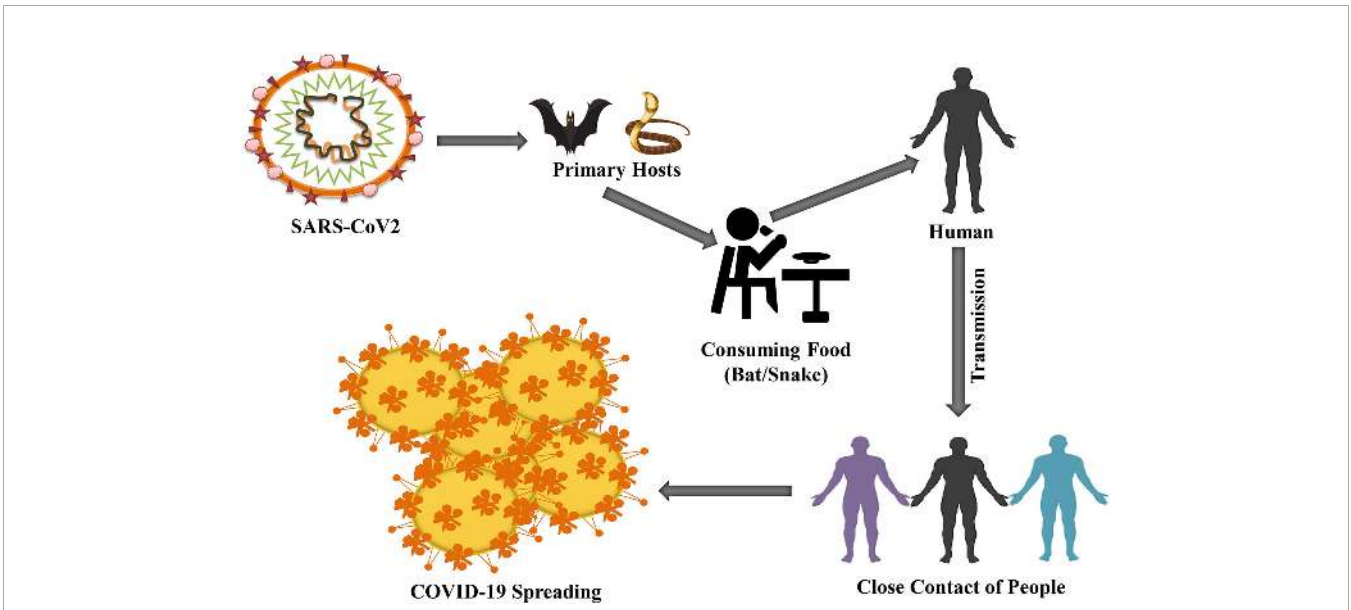 SARS-CoV2
Primary Hosts
Consuming Food
(Bat/Snake)
Human
Transmission
Close Contact of People
COVID-19 Spreading